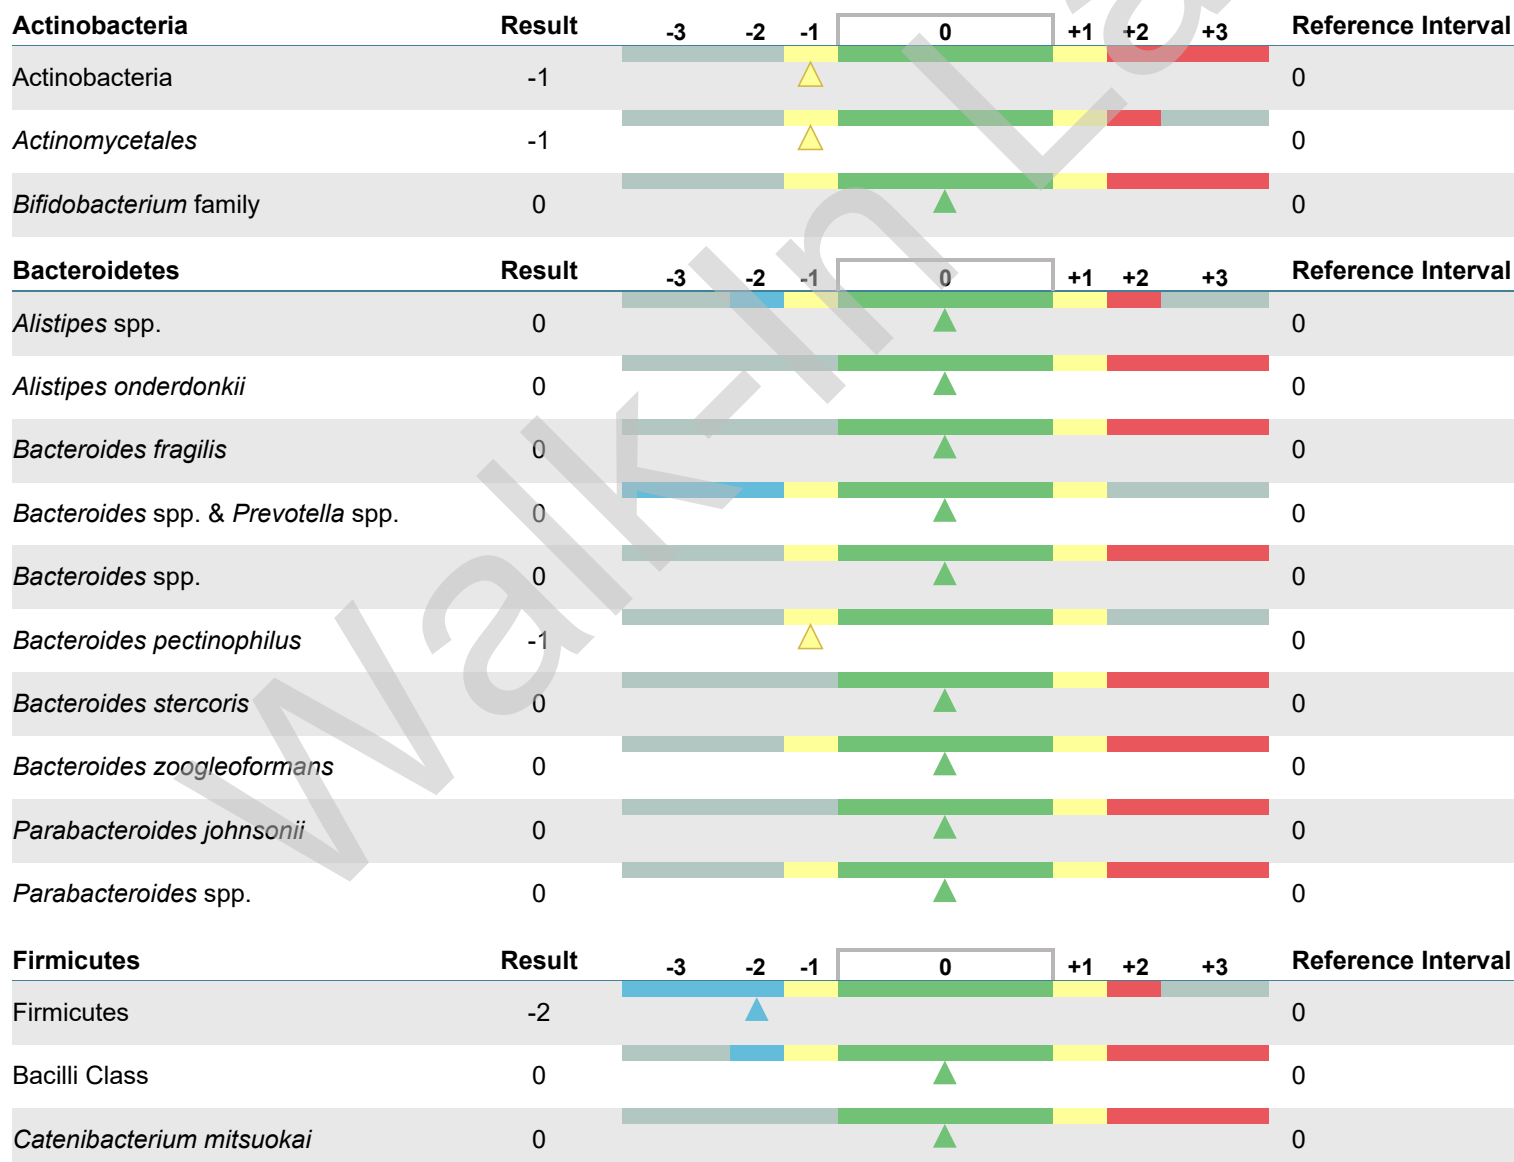 Actinobacteria Result -3 -2 -1 0 +1 +2 +3 Reference Interval
Actinobacteria -1 0
Actinomycetales -1 0
Bifidobacterium family 0 0
Bacteroidetes Result -3 -2 -1 0 +1 +2 +3 Reference Interval
Alistipes spp. 0 0
Alistipes onderdonkii 0 0
Bacteroides fragilis 0 0
Bacteroides spp. & Prevotella spp. 0 0
Bacteroides spp. 0 0
Bacteroides pectinophilus -1 0
Bacteroides stercoris 0 0
Bacteroides zoogleoformans 0 0
Parabacteroides johnsonii 0 0
Parabacteroides spp. 0 0
Firmicutes Result -3 -2 -1 0 +1 +2 +3 Reference Interval
Firmicutes -2 0
Bacilli Class 0 0
Catenibacterium mitsuokai 0 0
Walk-In La